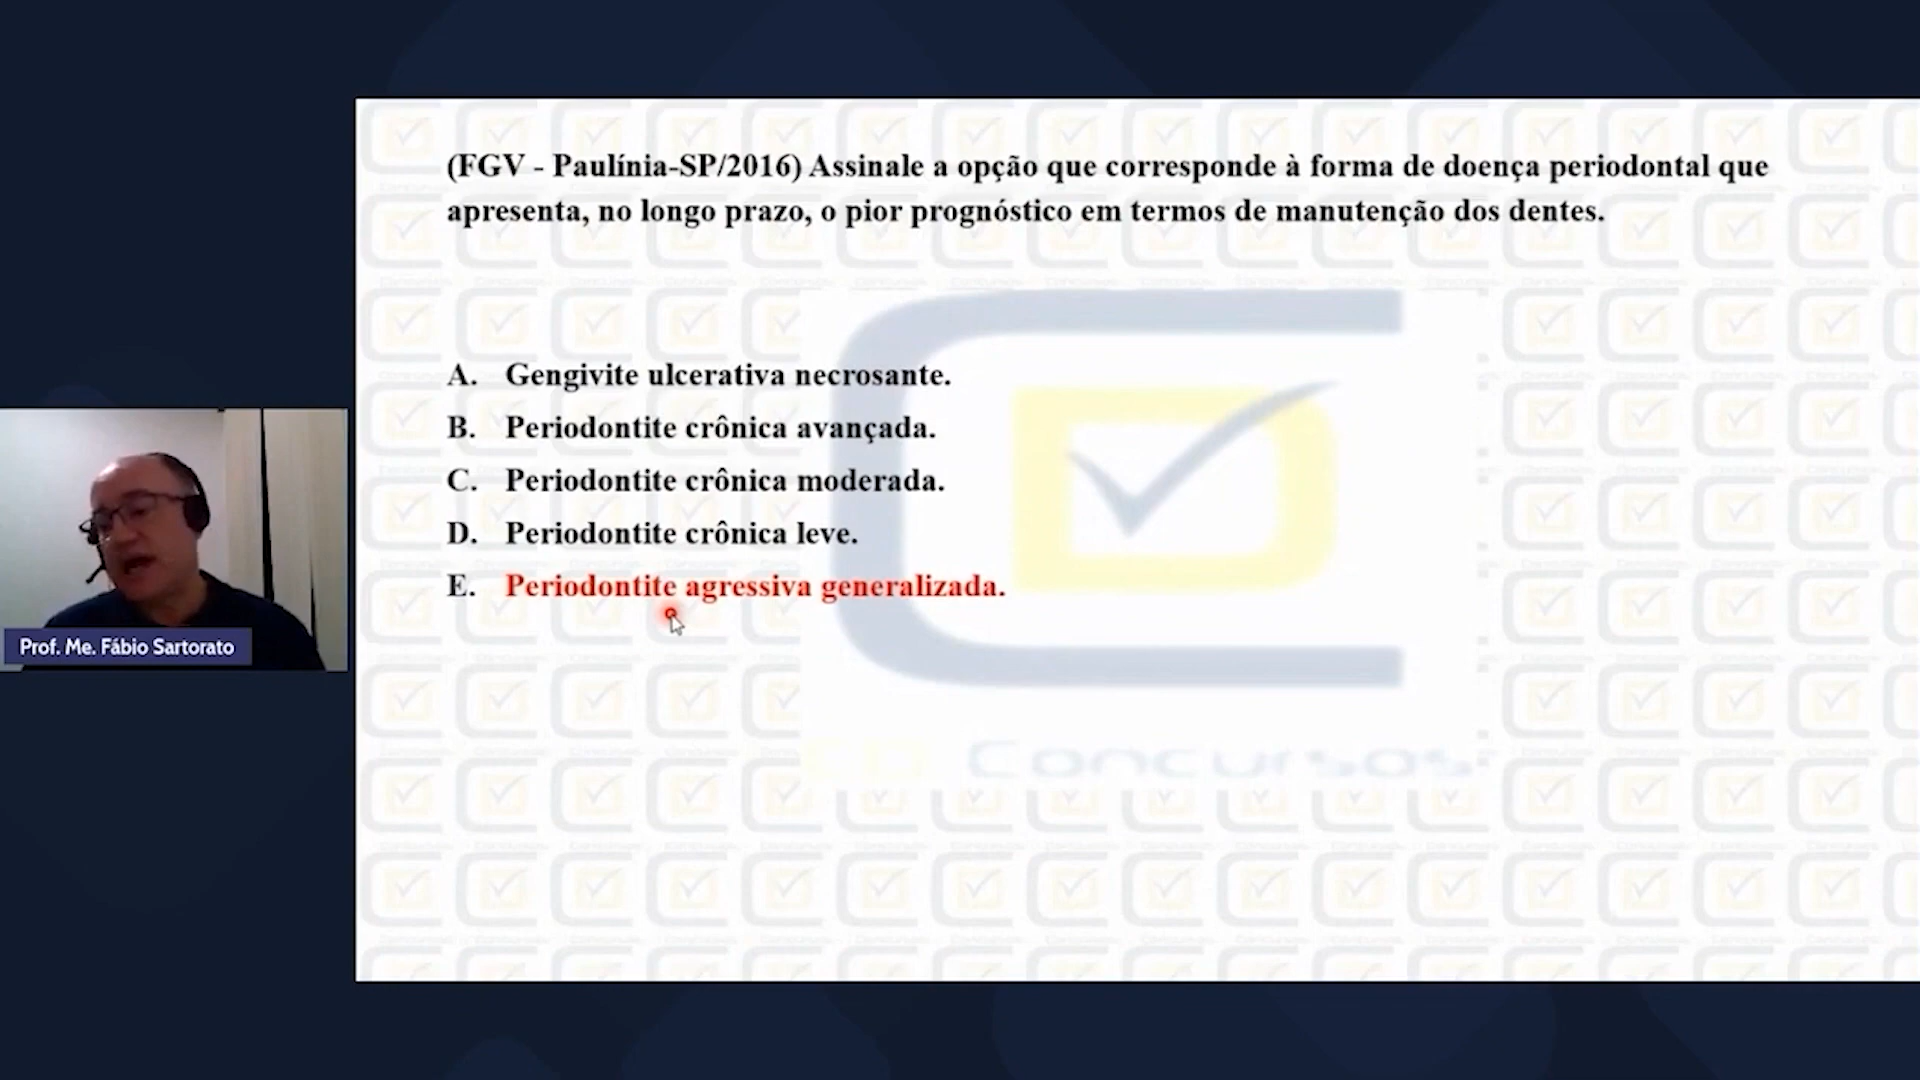 (FGV - Paulínia-SP/2016) Assinale a opção que corresponde à forma de doença periodontal que
apresenta, no longo prazo, o pior prognóstico em termos de manutenção dos dentes.
A. Gengivite ulcerativa necrosante.
B. Periodontite crônica avançada.
C. Periodontite crônica moderada.
D. Periodontite crônica leve.
E. Periodontite agressiva generalizada.
Prof. Me. Fábio Sartorato
CD Concursos